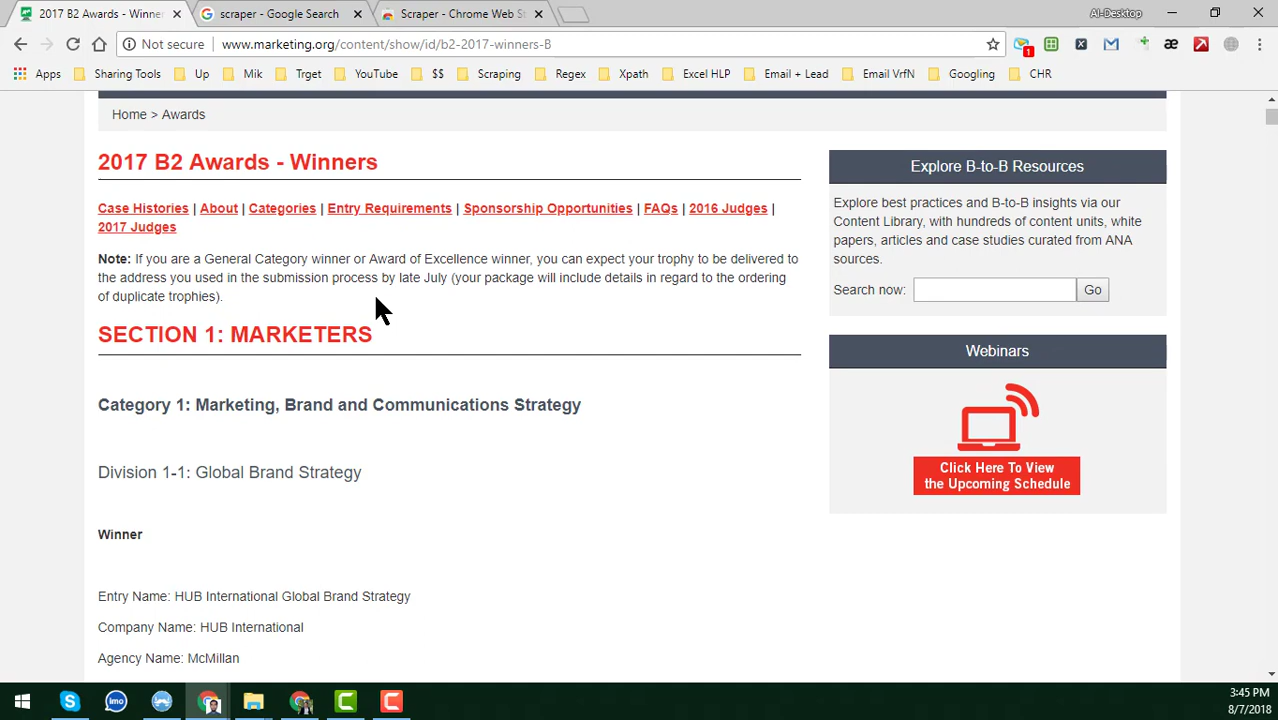 2017 B2 Awards - Winner
scraper - Google Search
Scraper - Chrome Web St
AI-Desktop
Not secure
www.marketing.org/content/show/id/b2-2017-winners-B
1
Apps
Sharing Tools
Up
Mik
Trget
YouTube
$$
Scraping
Regex
Xpath
Excel HLP
Email + Lead
Email VrfN
Googling
CHR
Home > Awards
2017 B2 Awards - Winners
Case Histories | About | Categories | Entry Requirements | Sponsorship Opportunities | FAQs | 2016 Judges |
2017 Judges
Note: If you are a General Category winner or Award of Excellence winner, you can expect your trophy to be delivered to
the address you used in the submission process by late July (your package will include details in regard to the ordering
of duplicate trophies).
SECTION 1: MARKETERS
Category 1: Marketing, Brand and Communications Strategy
Division 1-1: Global Brand Strategy
Winner
Entry Name: HUB International Global Brand Strategy
Company Name: HUB International
Agency Name: McMillan
Explore B-to-B Resources
Explore best practices and B-to-B insights via our
Content Library, with hundreds of content units, white
papers, articles and case studies curated from ANA
sources.
Search now:
Go
Webinars
Click Here To View
the Upcoming Schedule
imo
3:45 PM
8/7/2018